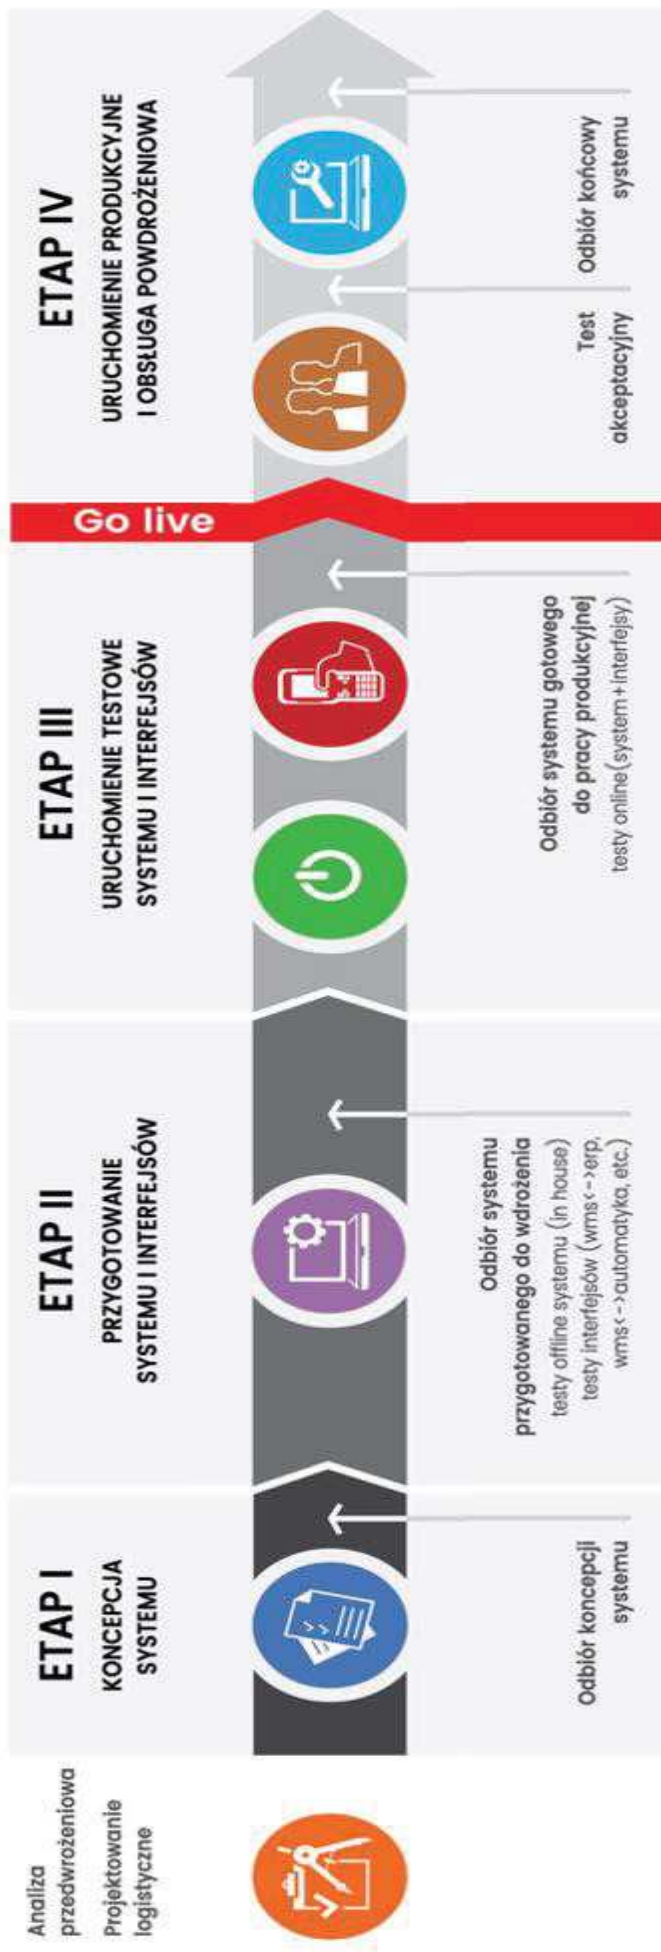 Analiza
przedwrożeniowa
Projektowanie
logistyczne
ETAP I
KONCEPCJA
SYSTEMU
Odbiór koncepcji
systemu
ETAP II
PRZYGOTOWANIE
SYSTEMU I INTERFEJSÓW
Odbiór systemu
przygotowanego do wdrożenia
testy offline systemu (in house)
testy interfejsów (wms<->erp,
wms<->automatyka, etc.)
ETAP III
URUCHOMIENIE TESTOWE
SYSTEMU I INTERFEJSÓW
Odbiór systemu gotowego
do pracy produkcyjnej
testy online(system+interfejsy)
Go live
ETAP IV
URUCHOMIENIE PRODUKCYJNE
I OBSŁUGA POWDROŻENIOWA
Test
akceptacyjny
Odbiór końcowy
systemu